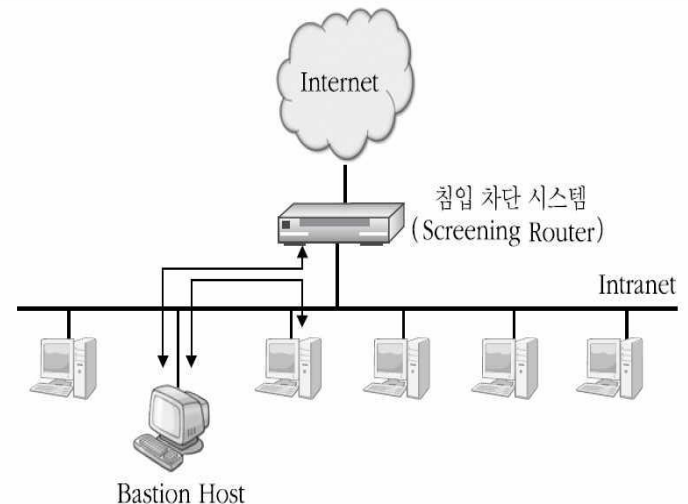 Internet
침입 차단 시스템
(Screening Router)
Intranet
Bastion Host